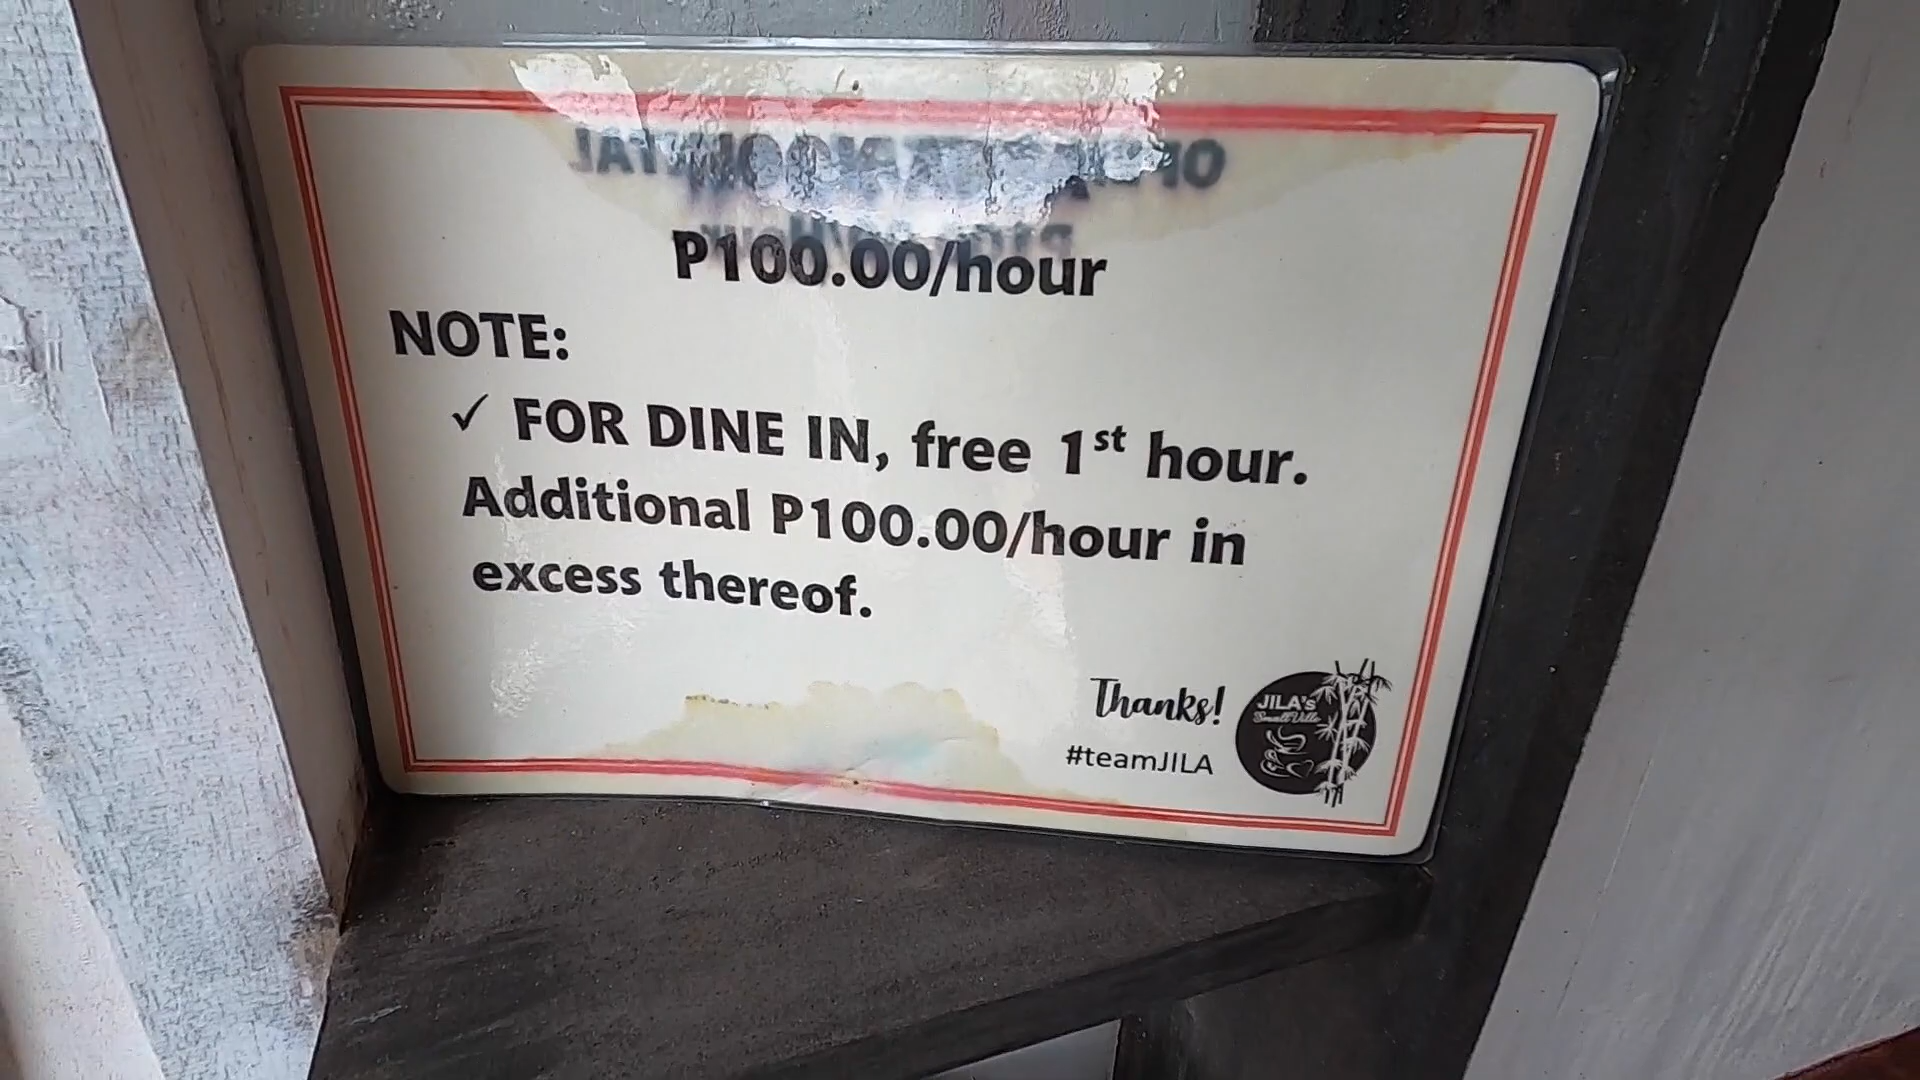 P100.00/hour
NOTE:
✓ FOR DINE IN, free 1st hour.
Additional P100.00/hour in
excess thereof.
Thanks!
#teamJILA
JILA's
SmallVille